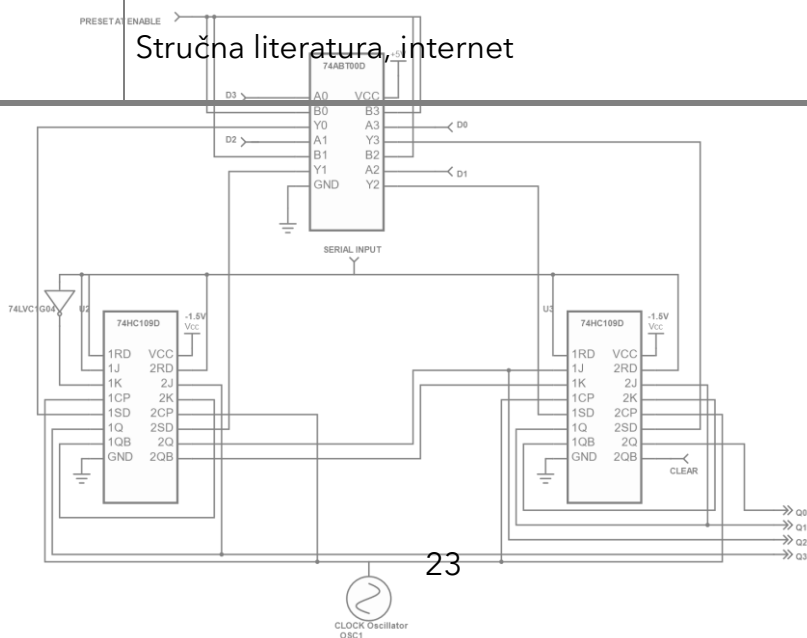 PRESET AT ENABLE
Stručna literatura, internet
+5V
74ABT00D
D3 A0 VCC
B0 B3
Y0 A3 D0
D2 A1 Y3
B1 B2
Y1 A2 D1
GND Y2
SERIAL INPUT
74LVC1G04 U2 U3
74HC109D -1.5V 74HC109D -1.5V
Vcc Vcc
1RD VCC 1RD VCC
1J 2RD 1J 2RD
1K 2J 1K 2J
1CP 2K 1CP 2K
1SD 2CP 1SD 2CP
1Q 2SD 1Q 2SD
1QB 2Q 1QB 2Q
GND 2QB GND 2QB
CLEAR
Q0
Q1
Q2
Q3
23
CLOCK Oscillator
OSC1